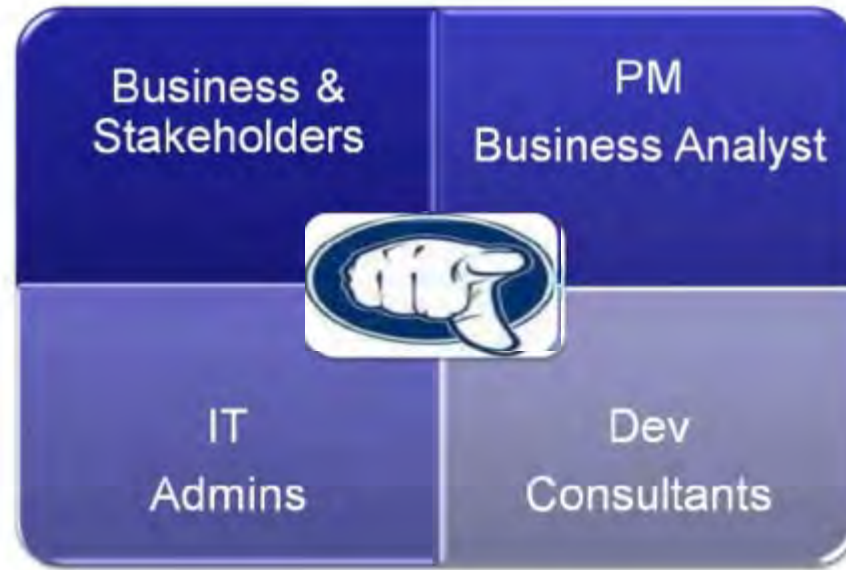 Business &
Stakeholders
PM
Business Analyst
IT
Admins
Dev
Consultants